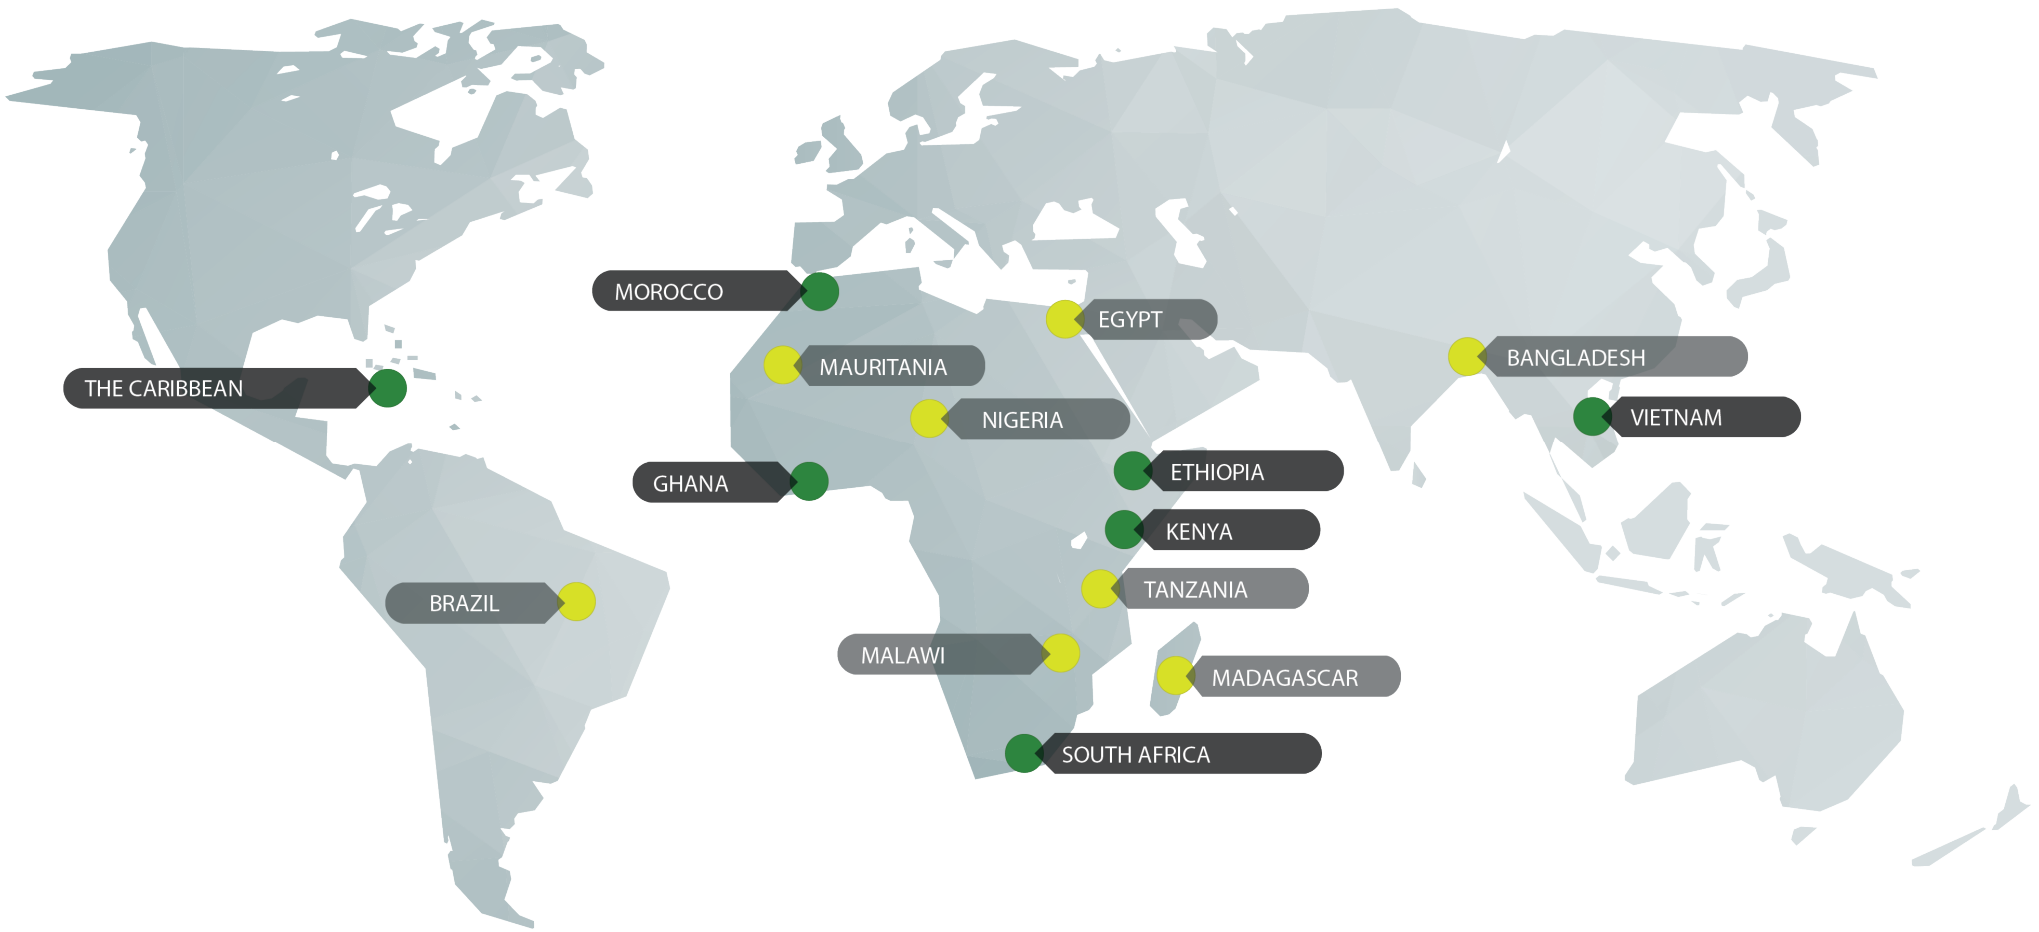 MOROCCO
EGYPT
MAURITANIA
BANGLADESH
THE CARIBBEAN
NIGERIA
VIETNAM
GHANA
ETHIOPIA
KENYA
TANZANIA
BRAZIL
MALAWI
MADAGASCAR
SOUTH AFRICA